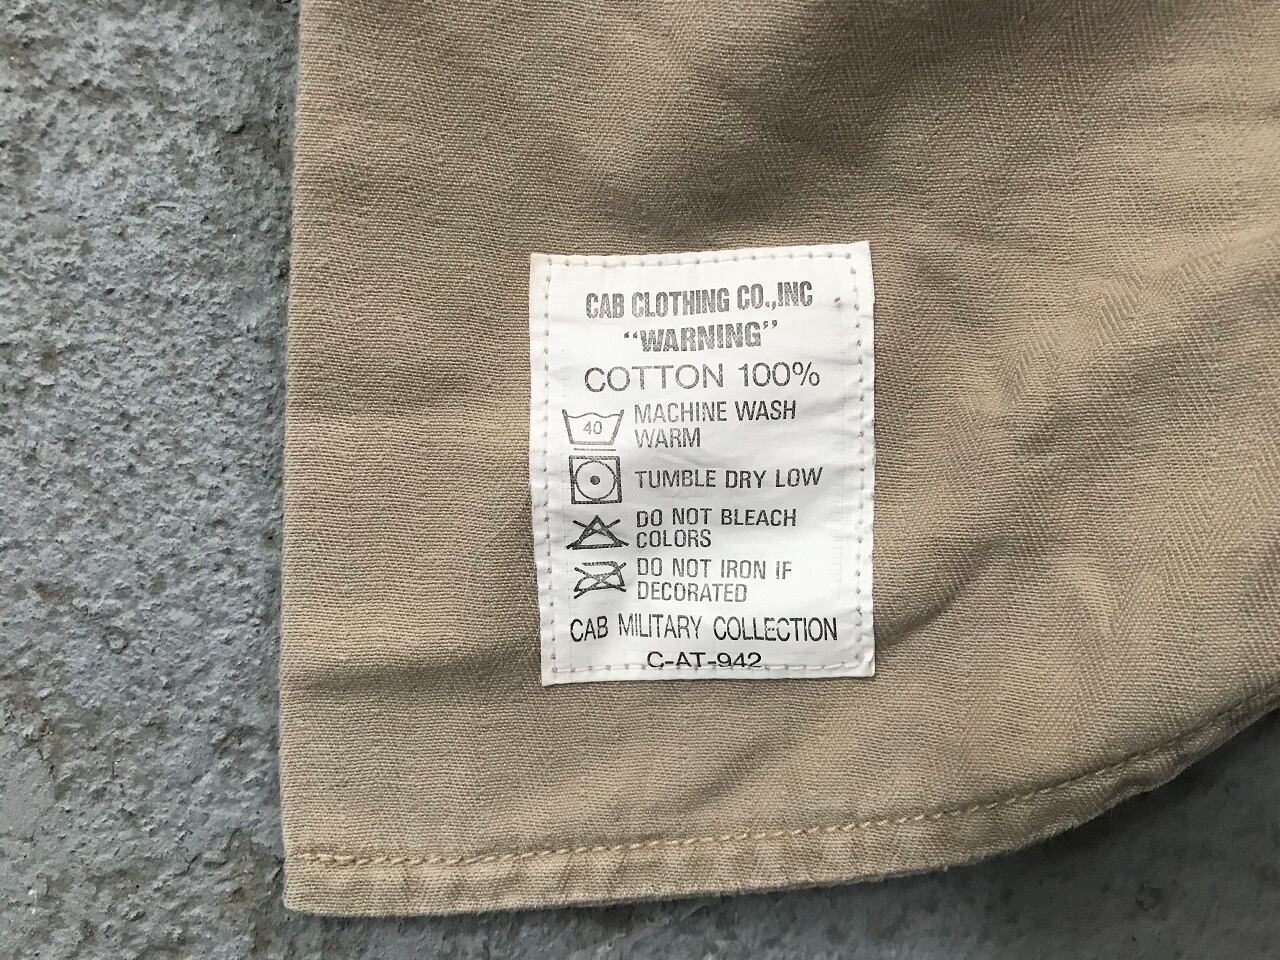 CAB CLOTHING CO.,INC
“WARNING”
COTTON 100%
40 MACHINE WASH
WARM
TUMBLE DRY LOW
DO NOT BLEACH
COLORS
DO NOT IRON IF
DECORATED
CAB MILITARY COLLECTION
C-AT-942